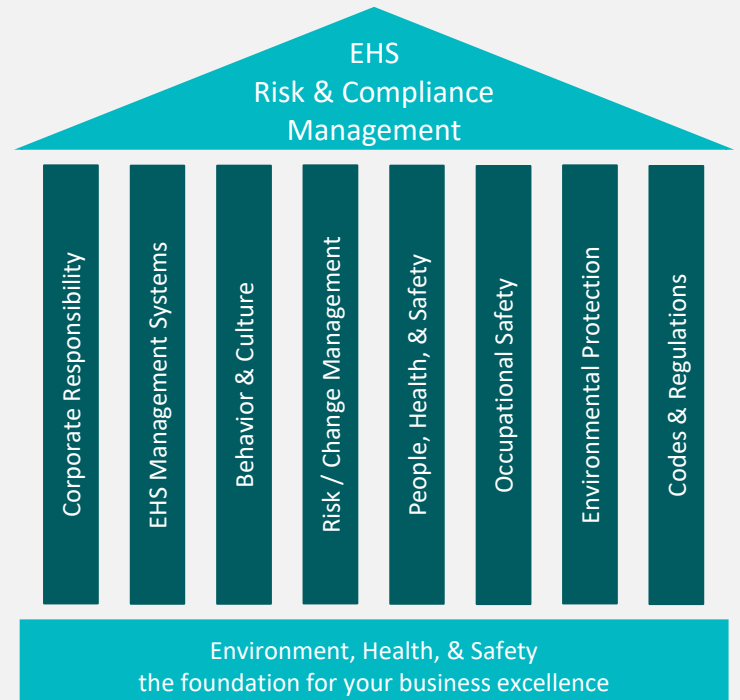 EHS
Risk & Compliance
Management
Corporate Responsibility
EHS Management Systems
Behavior & Culture
Risk / Change Management
People, Health, & Safety
Occupational Safety
Environmental Protection
Codes & Regulations
Environment, Health, & Safety
the foundation for your business excellence